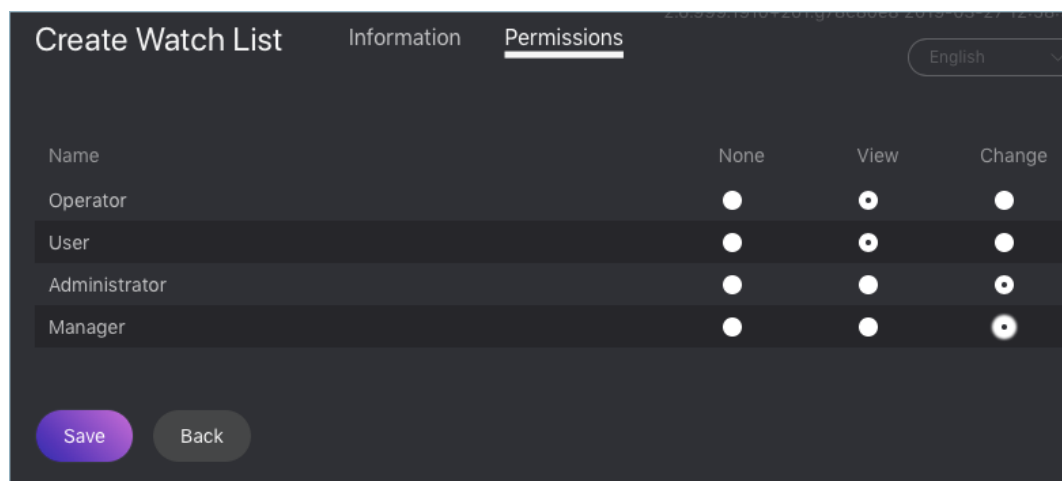 Create Watch List Information Permissions
English
Name None View Change
Operator
User
Administrator
Manager
Save Back